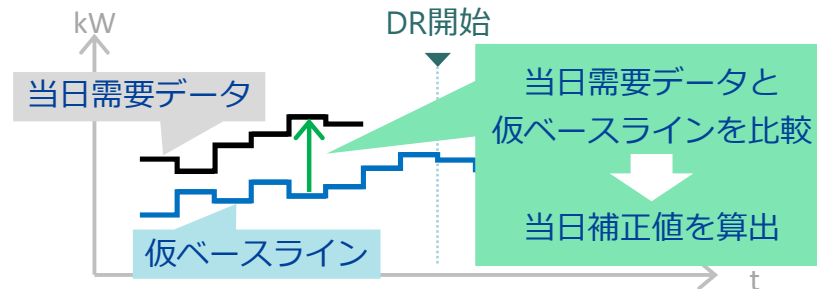 kW
DR開始
当日需要データ
当日需要データと
仮ベースラインを比較
当日補正値を算出
仮ベースライン
t